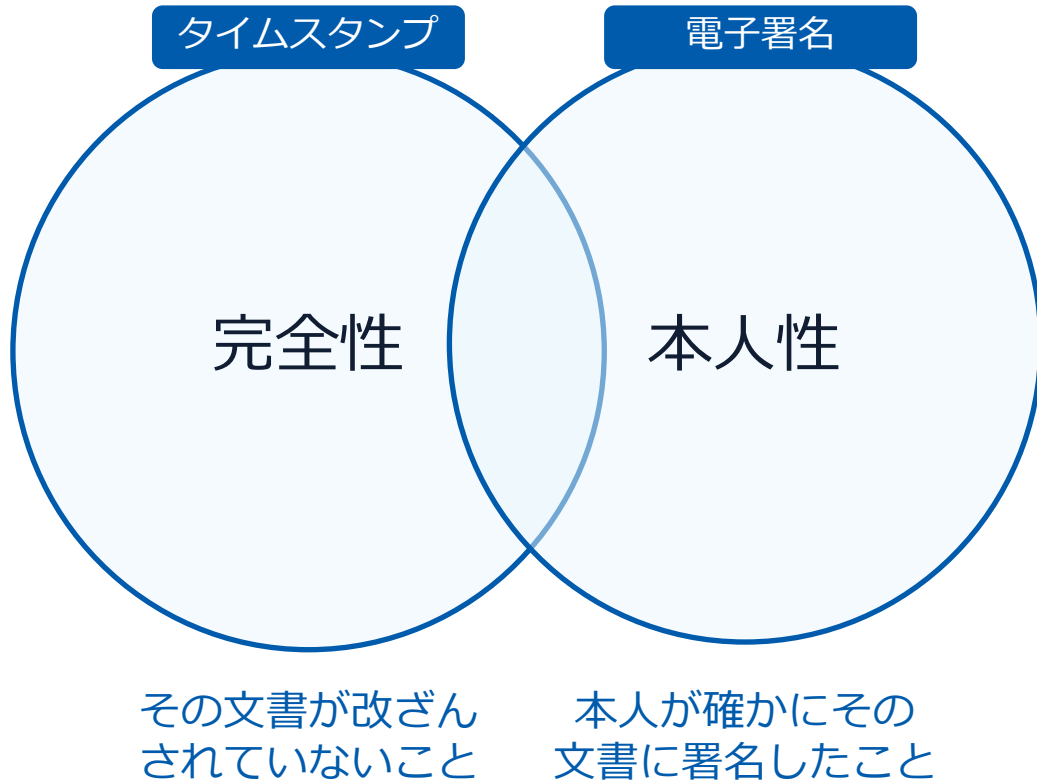 タイムスタンプ
電子署名
完全性
本人性
その文書が改ざん
されていないこと
本人が確かにその
文書に署名したこと